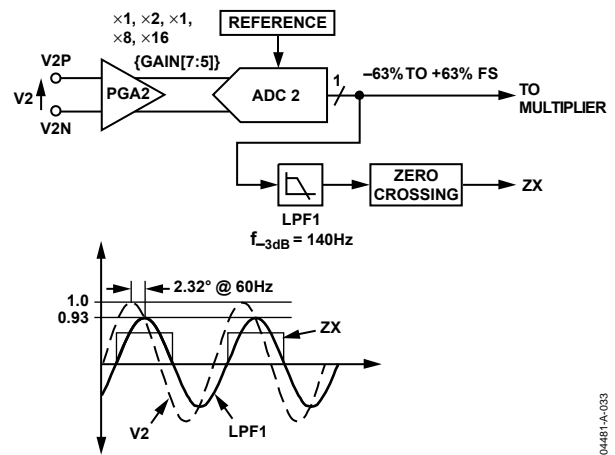 ×1, ×2, ×1,
×8, ×16
REFERENCE
{GAIN[7:5]}
V2P
V2
V2N
PGA2
ADC 2
1
–63% TO +63% FS
TO
MULTIPLIER
LPF1
f–3dB = 140Hz
ZERO
CROSSING
ZX
2.32° @ 60Hz
1.0
0.93
ZX
V2
LPF1
04481-A-033